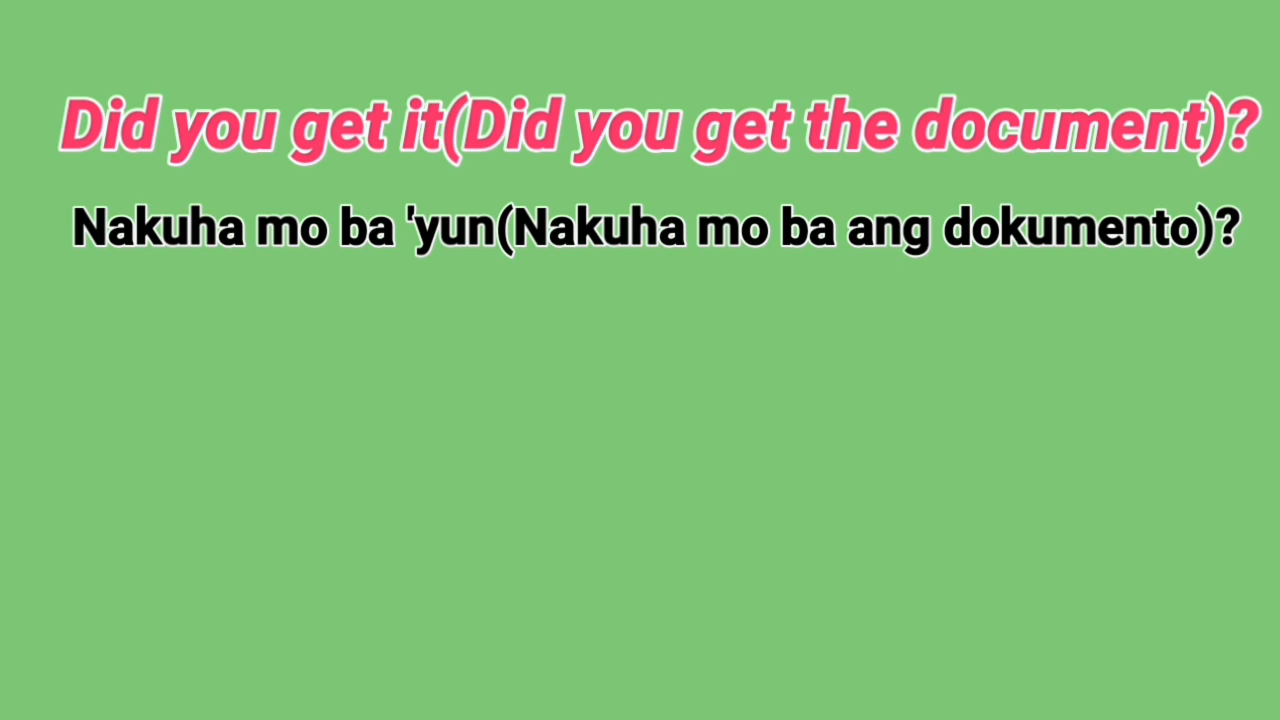 Did you get it(Did you get the document)?
Nakuha mo ba 'yun(Nakuha mo ba ang dokumento)?